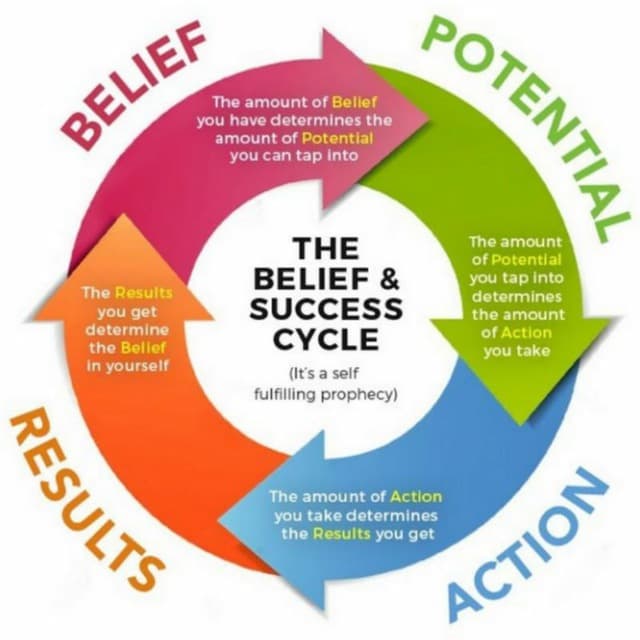 BELIEF
The amount of Belief
you have determines the
amount of Potential
you can tap into
POTENTIAL
The amount
of Potential
you tap into
determines
the amount
of Action
you take
ACTION
The amount of Action
you take determines
the Results you get
RESULTS
The Results
you get
determine
the Belief
in yourself
THE
BELIEF &
SUCCESS
CYCLE
(It's a self
fulfilling prophecy)